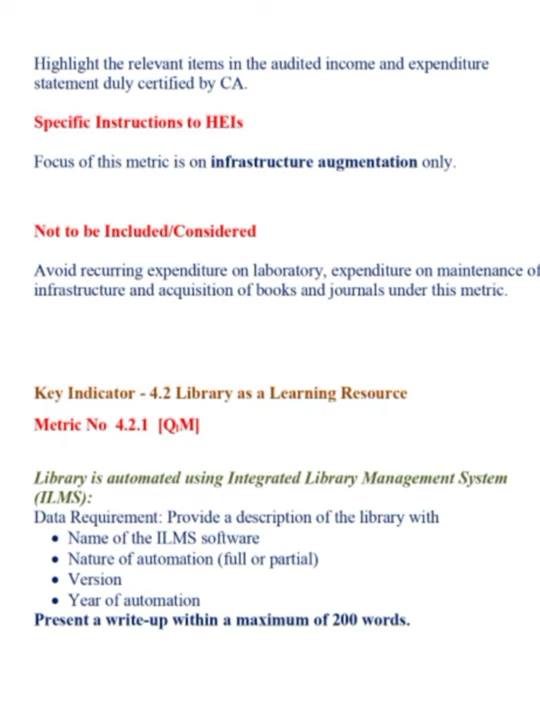 Highlight the relevant items in the audited income and expenditure
statement duly certified by CA.
Specific Instructions to HEIs
Focus of this metric is on infrastructure augmentation only.
Not to be Included/Considered
Avoid recurring expenditure on laboratory, expenditure on maintenance of
infrastructure and acquisition of books and journals under this metric.
Key Indicator - 4.2 Library as a Learning Resource
Metric No 4.2.1 [QlM]
Library is automated using Integrated Library Management System
(ILMS):
Data Requirement: Provide a description of the library with
• Name of the ILMS software
• Nature of automation (full or partial)
• Version
• Year of automation
Present a write-up within a maximum of 200 words.